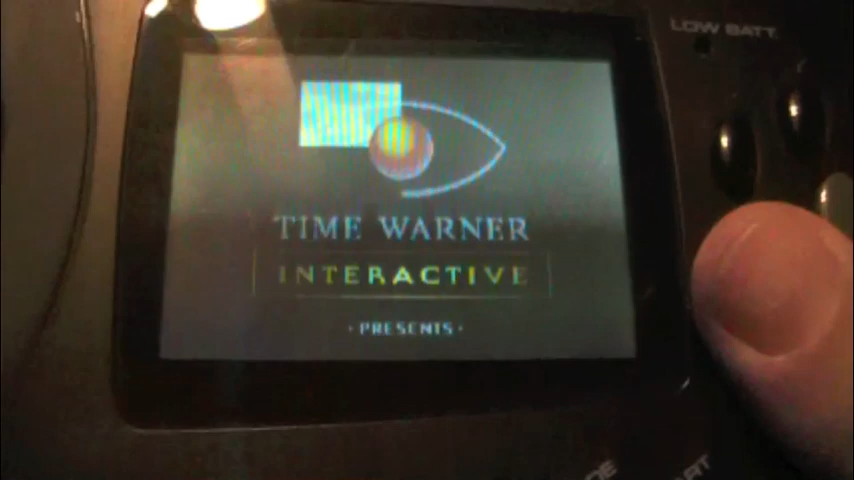 LOW BATT.
TIME WARNER
INTERACTIVE
· PRESENTS ·